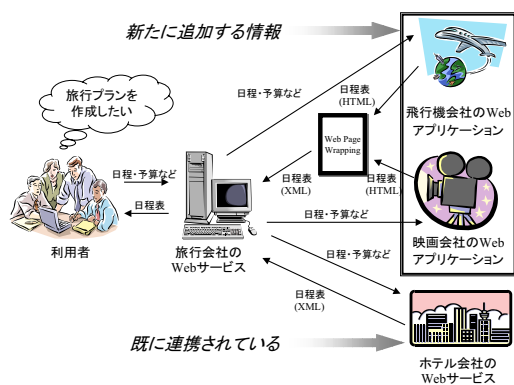 新たに追加する情報
旅行プランを
作成したい
日程・予算など
日程表
(HTML)
飛行機会社のWeb
アプリケーション
Web Page
Wrapping
日程・予算など
日程表
(XML)
日程表
(HTML)
日程表
日程・予算など
利用者
旅行会社の
Webサービス
映画会社のWeb
アプリケーション
日程・予算など
日程表
(XML)
既に連携されている
ホテル会社の
Webサービス